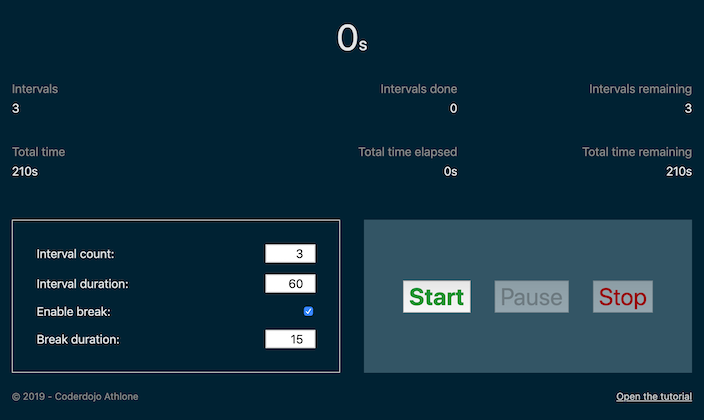 0s
Intervals Intervals done Intervals remaining
3 0 3
Total time Total time elapsed Total time remaining
210s 0s 210s
Interval count: 3
Interval duration: 60
Enable break:
Break duration: 15
Start Pause Stop
© 2019 - Coderdojo Athlone Open the tutorial